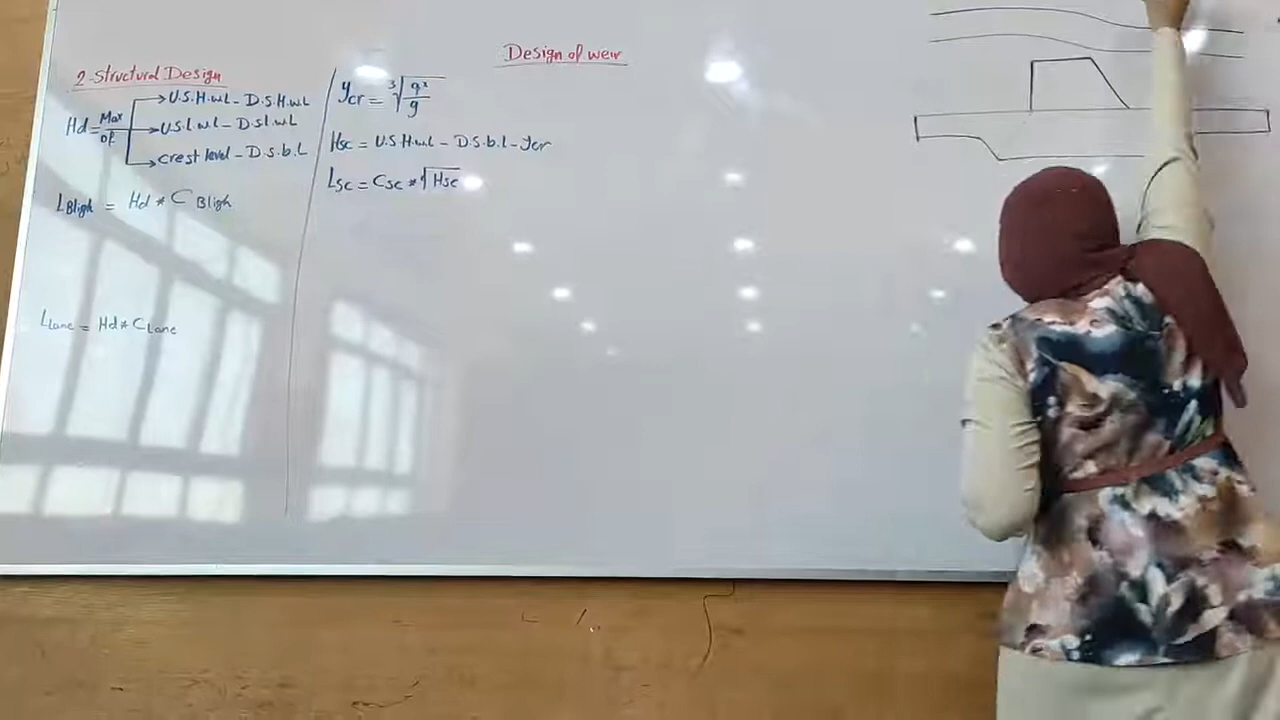 Design of weir
2. Structural Design
Hd = Max of
U.S.H.w.L - D.S.H.w.L
U.S.L.w.L - D.S.L.w.L
crest level - D.S.b.L
L Bligh = Hd * C Bligh
L Lane = Hd * C Lane
ycr = ∛(q²/g)
Hsc = U.S.H.w.L - D.S.b.L - ycr
Lsc = Csc * √Hsc